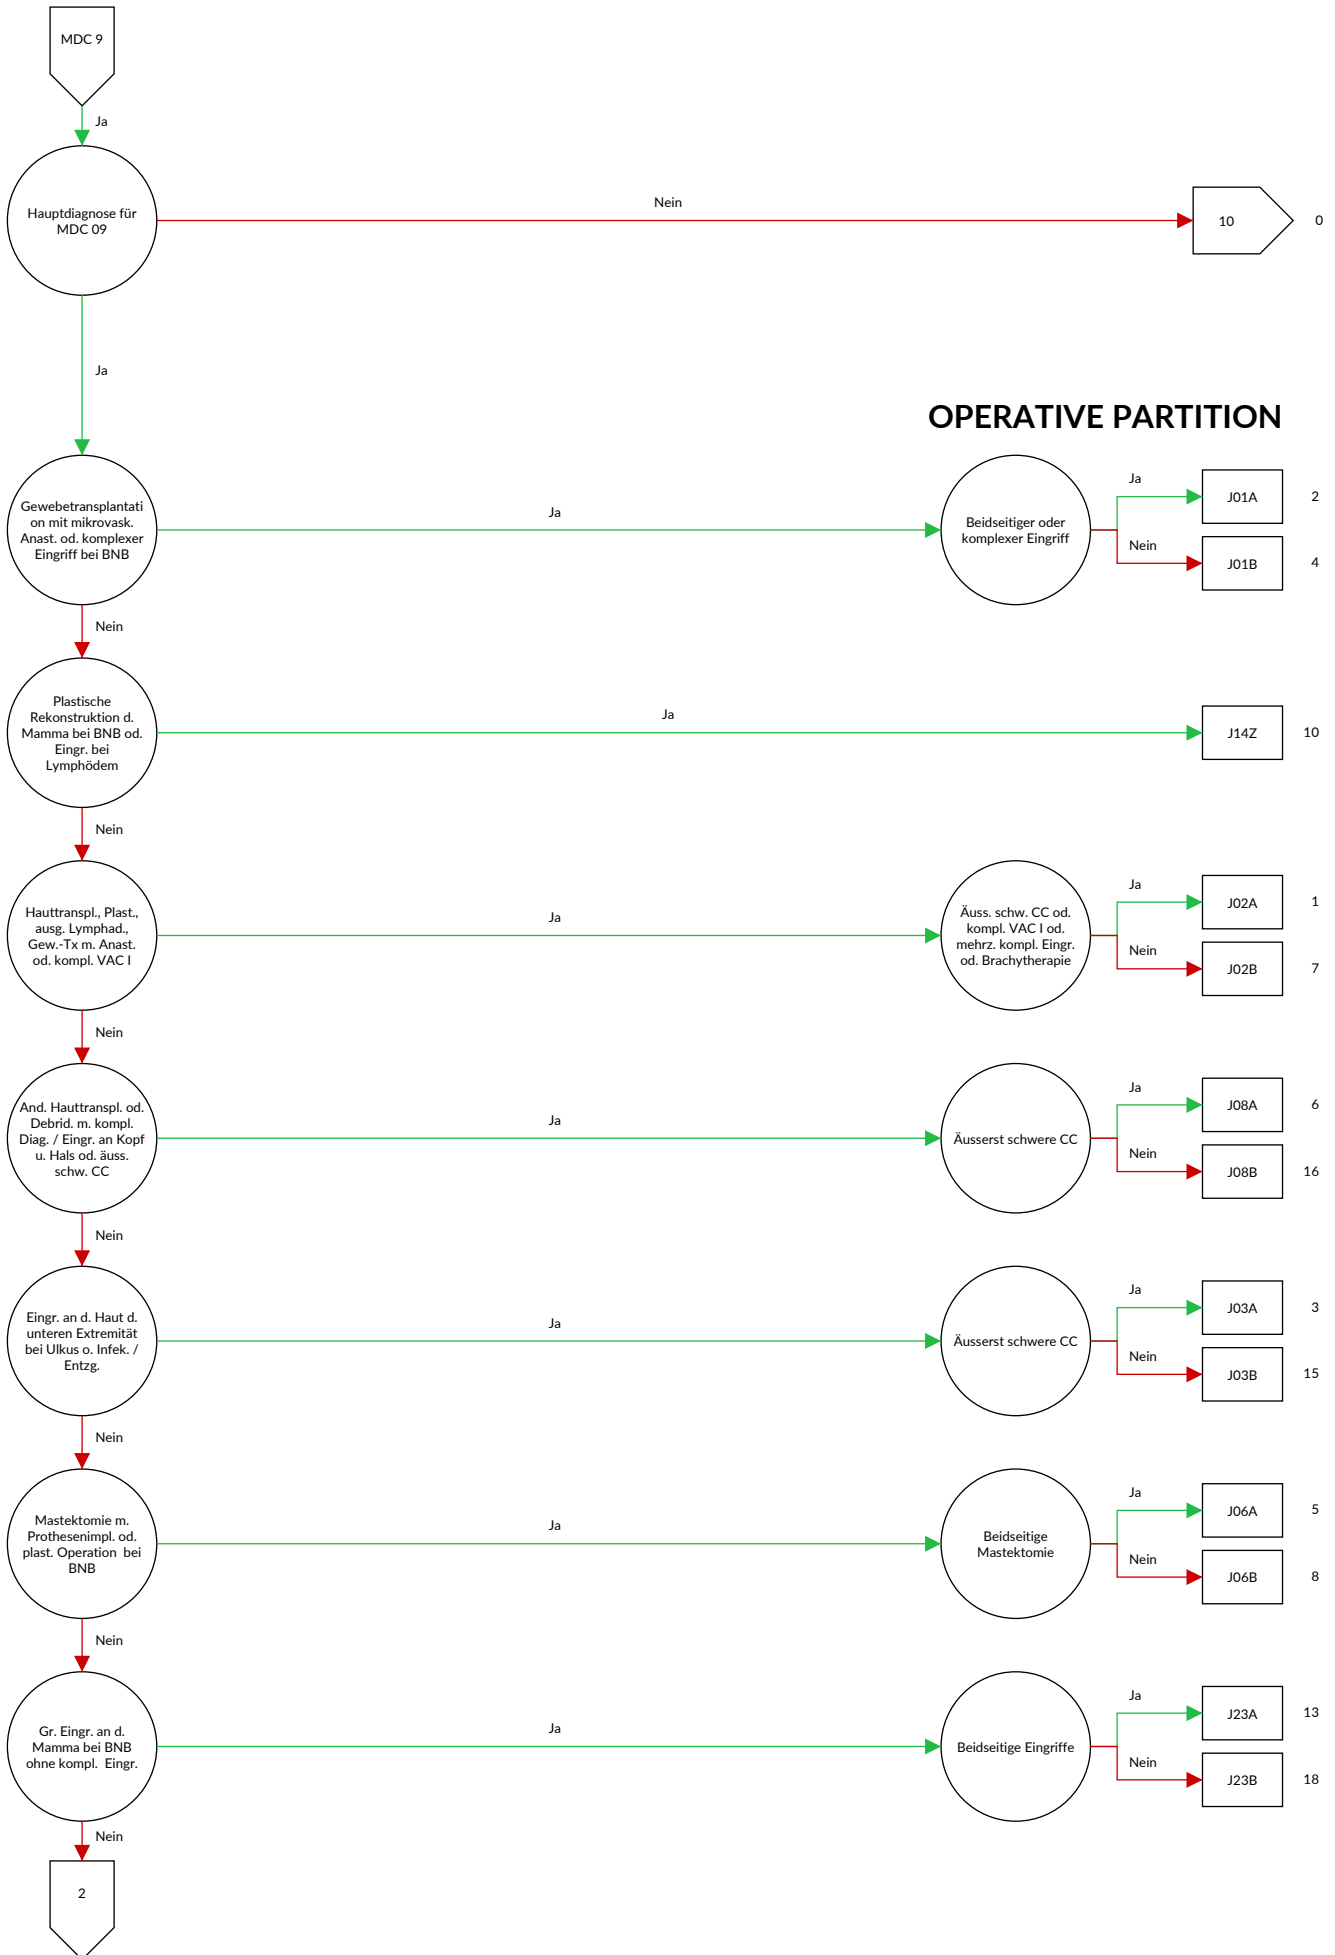 MDC 9
Ja
Hauptdiagnose für
MDC 09
Nein
10
0
Ja
OPERATIVE PARTITION
Gewebetransplantati
on mit mikrovask.
Anast. od. komplexer
Eingriff bei BNB
Ja
Beidseitiger oder
komplexer Eingriff
Ja
J01A
2
Nein
J01B
4
Nein
Plastische
Rekonstruktion d.
Mamma bei BNB od.
Eingr. bei
Lymphödem
Ja
J14Z
10
Nein
Hauttranspl., Plast.,
ausg. Lymphad.,
Gew.-Tx m. Anast.
od. kompl. VAC I
Ja
Äuss. schw. CC od.
kompl. VAC I od.
mehrz. kompl. Eingr.
od. Brachytherapie
Ja
J02A
1
Nein
J02B
7
Nein
And. Hauttranspl. od.
Debrid. m. kompl.
Diag. / Eingr. an Kopf
u. Hals od. äuss.
schw. CC
Ja
Äusserst schwere CC
Ja
J08A
6
Nein
J08B
16
Nein
Eingr. an d. Haut d.
unteren Extremität
bei Ulkus o. Infek. /
Entzg.
Ja
Äusserst schwere CC
Ja
J03A
3
Nein
J03B
15
Nein
Mastektomie m.
Prothesenimpl. od.
plast. Operation bei
BNB
Ja
Beidseitige
Mastektomie
Ja
J06A
5
Nein
J06B
8
Nein
Gr. Eingr. an d.
Mamma bei BNB
ohne kompl. Eingr.
Ja
Beidseitige Eingriffe
Ja
J23A
13
Nein
J23B
18
Nein
2